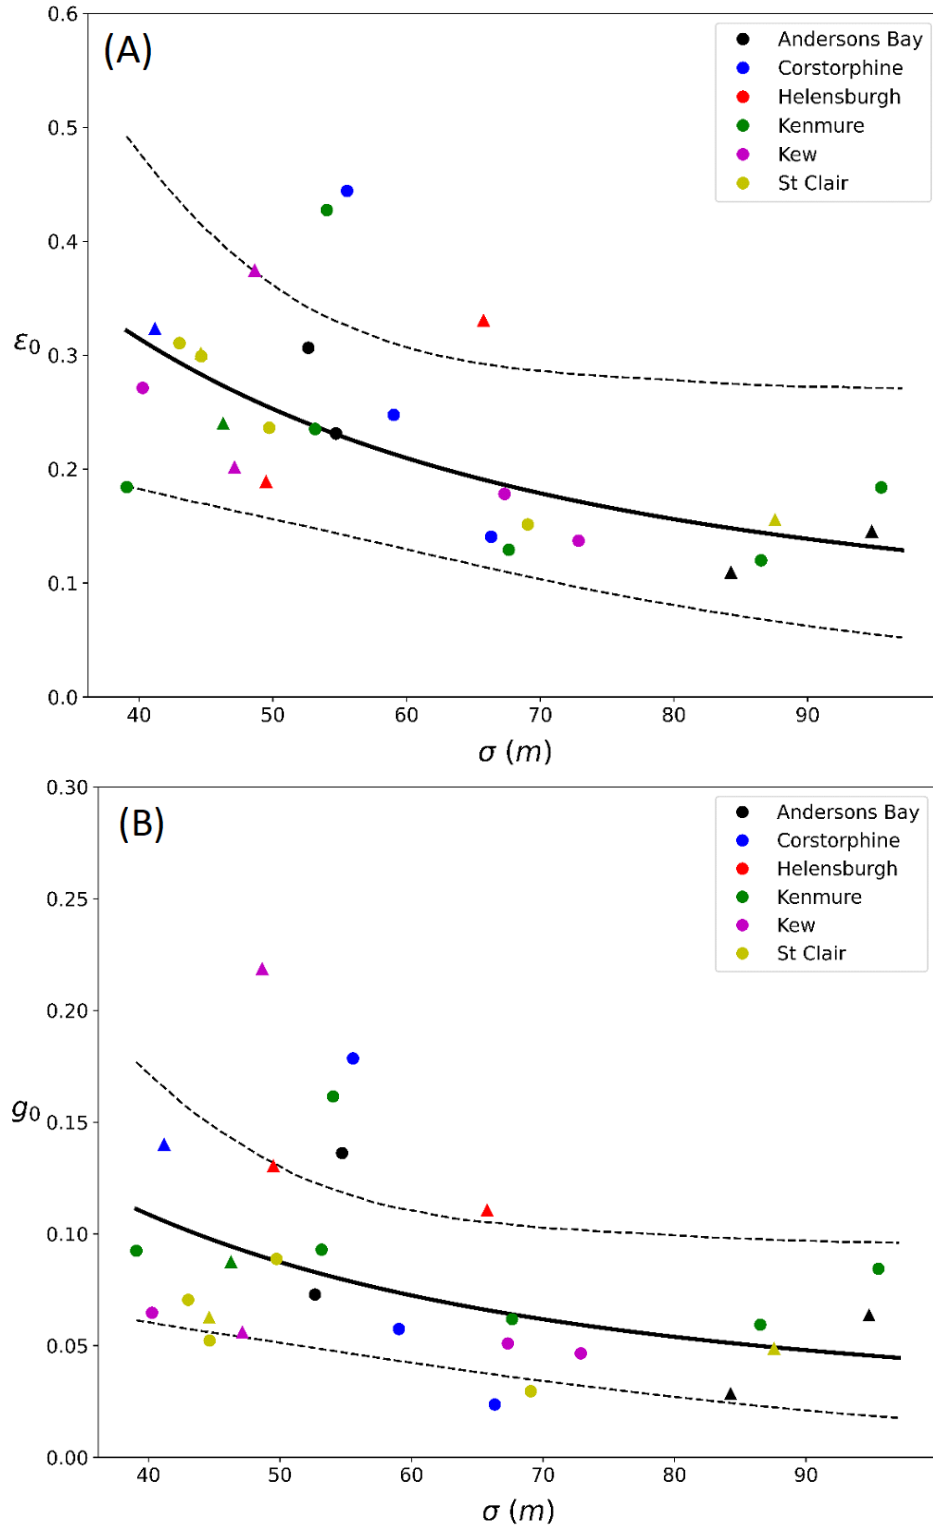 (A)
0.6
0.5
0.4
0.3
0.2
0.1
0.0
ε0
Andersons Bay
Corstorphine
Helensburgh
Kenmure
Kew
St Clair
40 50 60 70 80 90
σ (m)
(B)
0.30
0.25
0.20
0.15
0.10
0.05
0.00
g0
Andersons Bay
Corstorphine
Helensburgh
Kenmure
Kew
St Clair
40 50 60 70 80 90
σ (m)